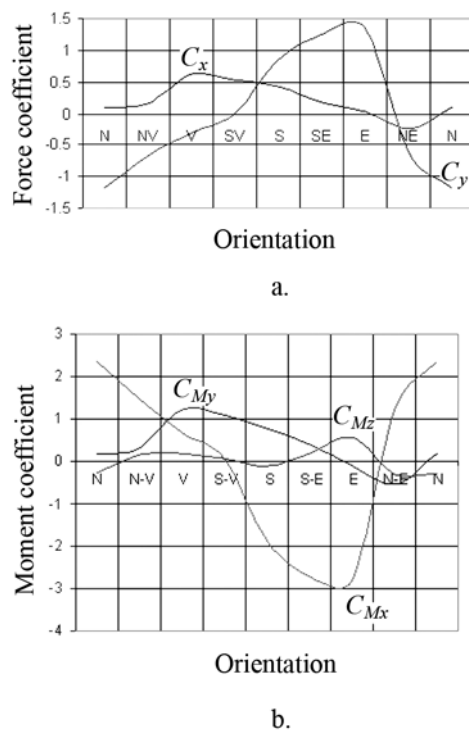 1.5
1
0.5
0
-0.5
-1
-1.5
Force coefficient
Cx
Cy
N NV V SV S SE E NE N
Orientation
a.
3
2
1
0
-1
-2
-3
-4
Moment coefficient
CMy
CMz
CMx
N N-V V S-V S S-E E N-E N
Orientation
b.